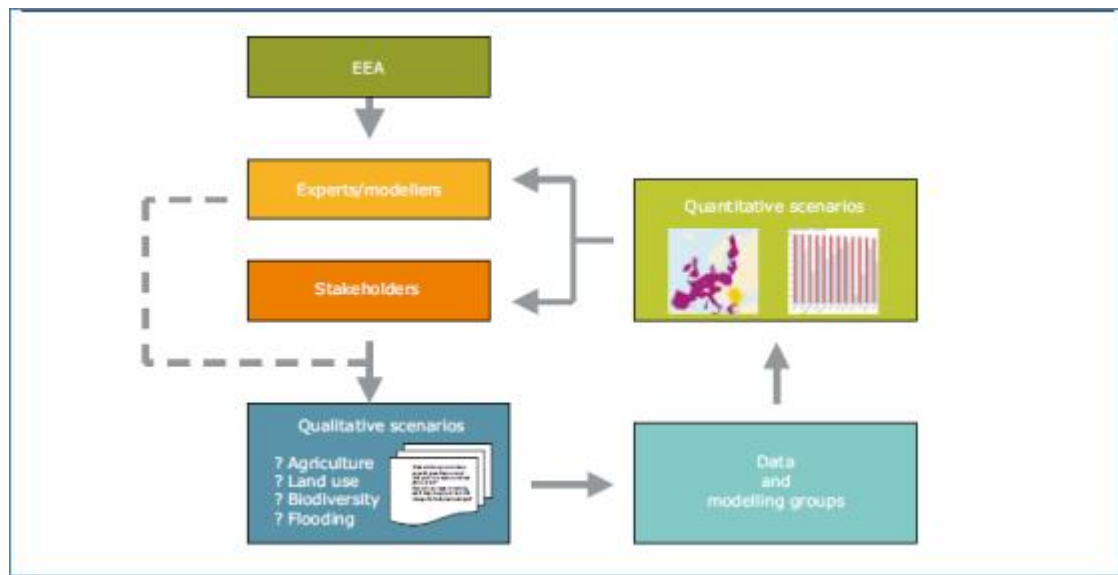 EEA
Experts/modellers
Stakeholders
Quantitative scenarios
Qualitative scenarios
? Agriculture
? Land use
? Biodiversity
? Flooding
Data
and
modelling groups